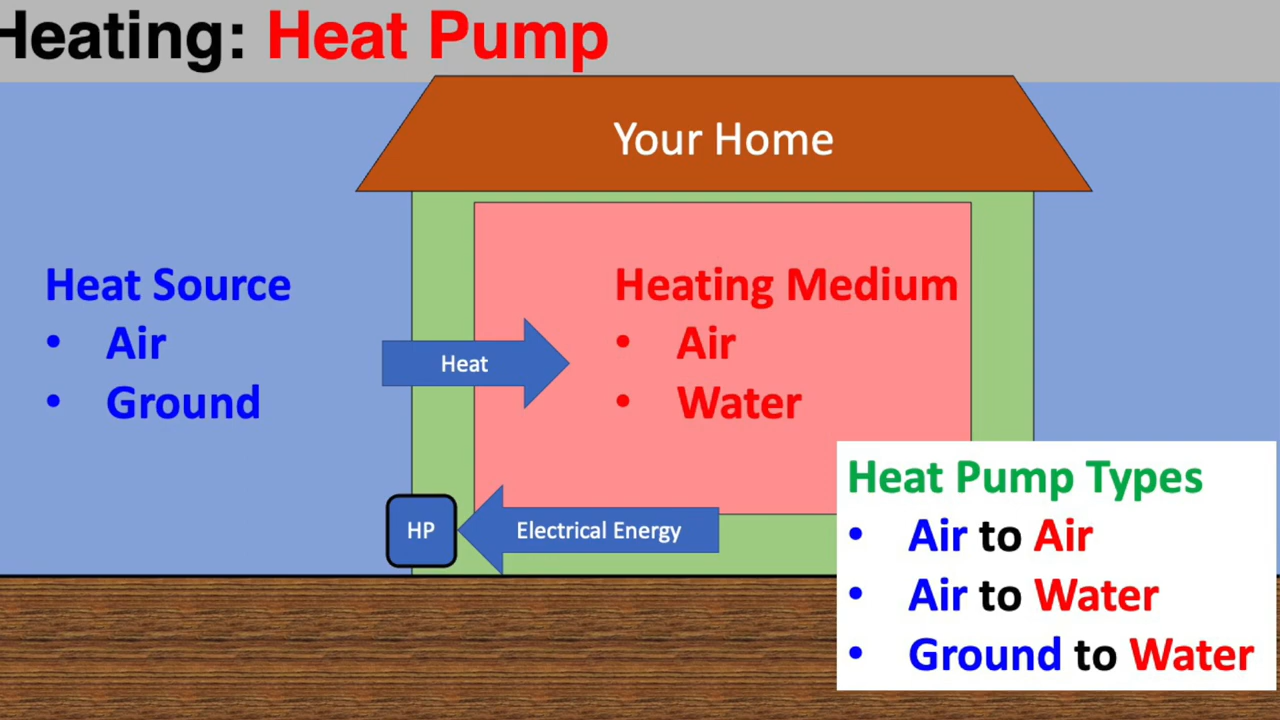 Heating: Heat Pump
Your Home
Heat Source
• Air
• Ground
Heat
Heating Medium
• Air
• Water
HP
Electrical Energy
Heat Pump Types
• Air to Air
• Air to Water
• Ground to Water